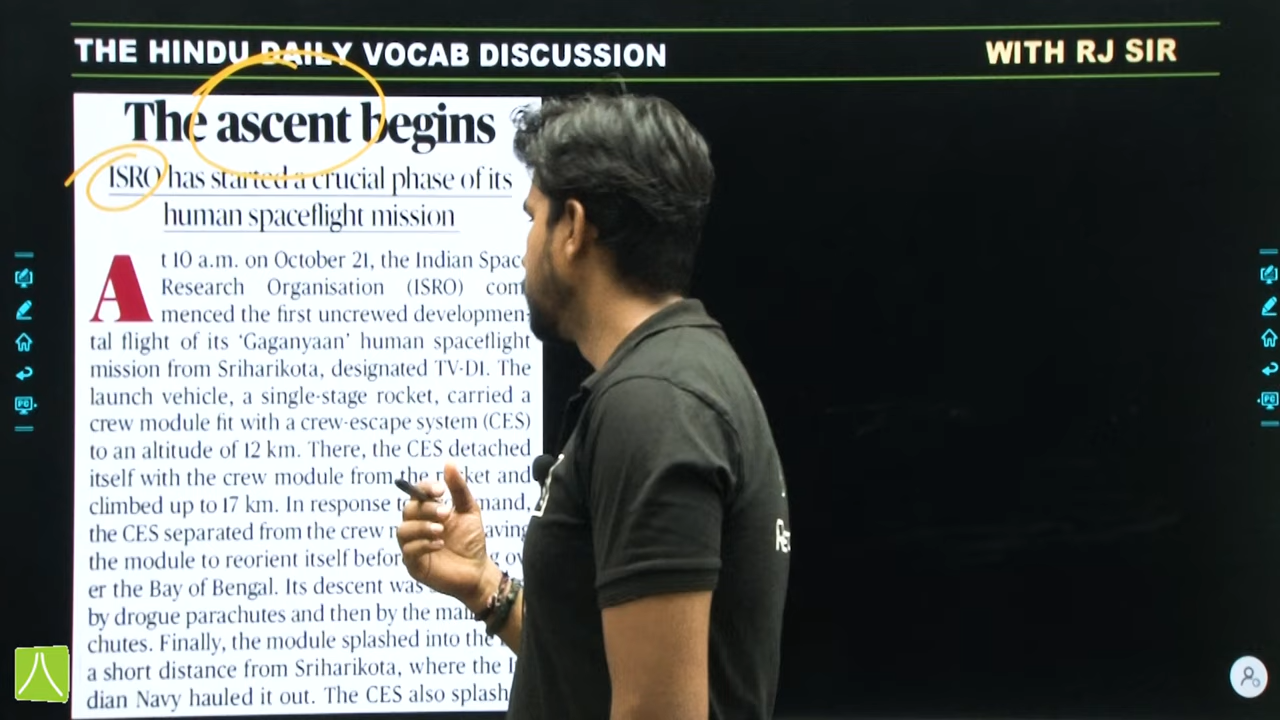 THE HINDU DAILY VOCAB DISCUSSION
WITH RJ SIR
The ascent begins
ISRO has started a crucial phase of its
human spaceflight mission
At 10 a.m. on October 21, the Indian Space
Research Organisation (ISRO) com
menced the first uncrewed developmen-
tal flight of its ‘Gaganyaan’ human spaceflight
mission from Sriharikota, designated TV-D1. The
launch vehicle, a single-stage rocket, carried a
crew module fit with a crew-escape system (CES)
to an altitude of 12 km. There, the CES detached
itself with the crew module from the rocket and
climbed up to 17 km. In response
the CES separated from the crew
the module to reorient itself
er the Bay of Bengal. Its descent was
by drogue parachutes and then by the
chutes. Finally, the module splashed into the
a short distance from Sriharikota, where the
dian Navy hauled it out. The CES also
PC
PC